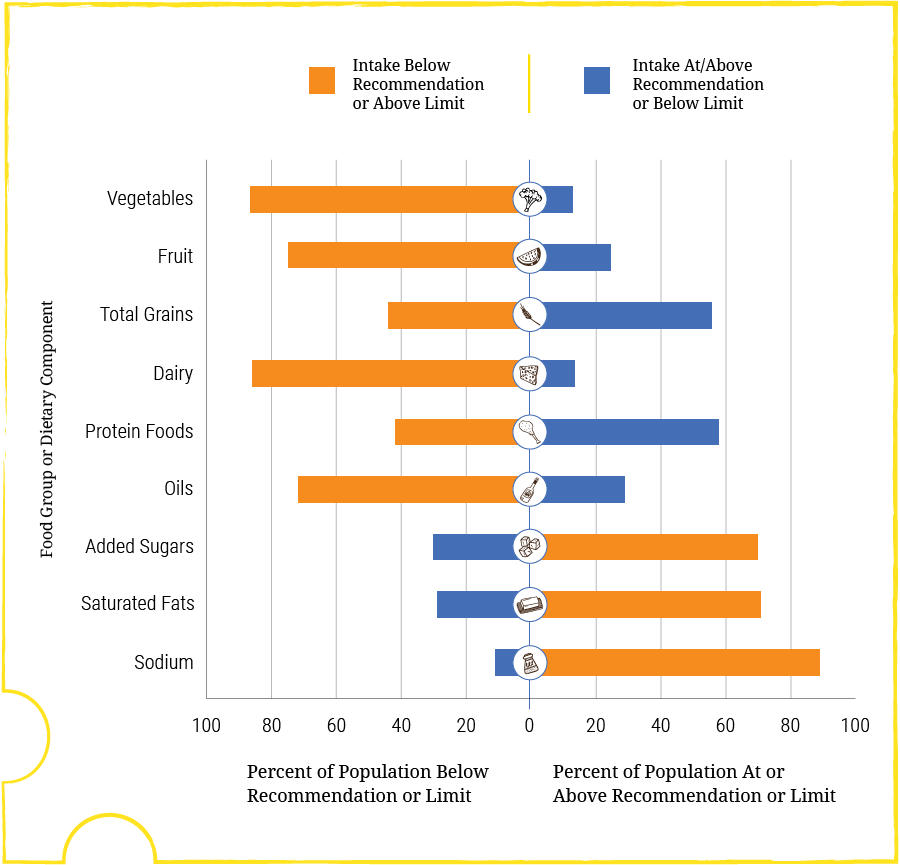 Intake Below
Recommendation
or Above Limit
Intake At/Above
Recommendation
or Below Limit
Food Group or Dietary Component
Vegetables
Fruit
Total Grains
Dairy
Protein Foods
Oils
Added Sugars
Saturated Fats
Sodium
100 80 60 40 20 0 20 40 60 80 100
Percent of Population Below
Recommendation or Limit
Percent of Population At or
Above Recommendation or Limit